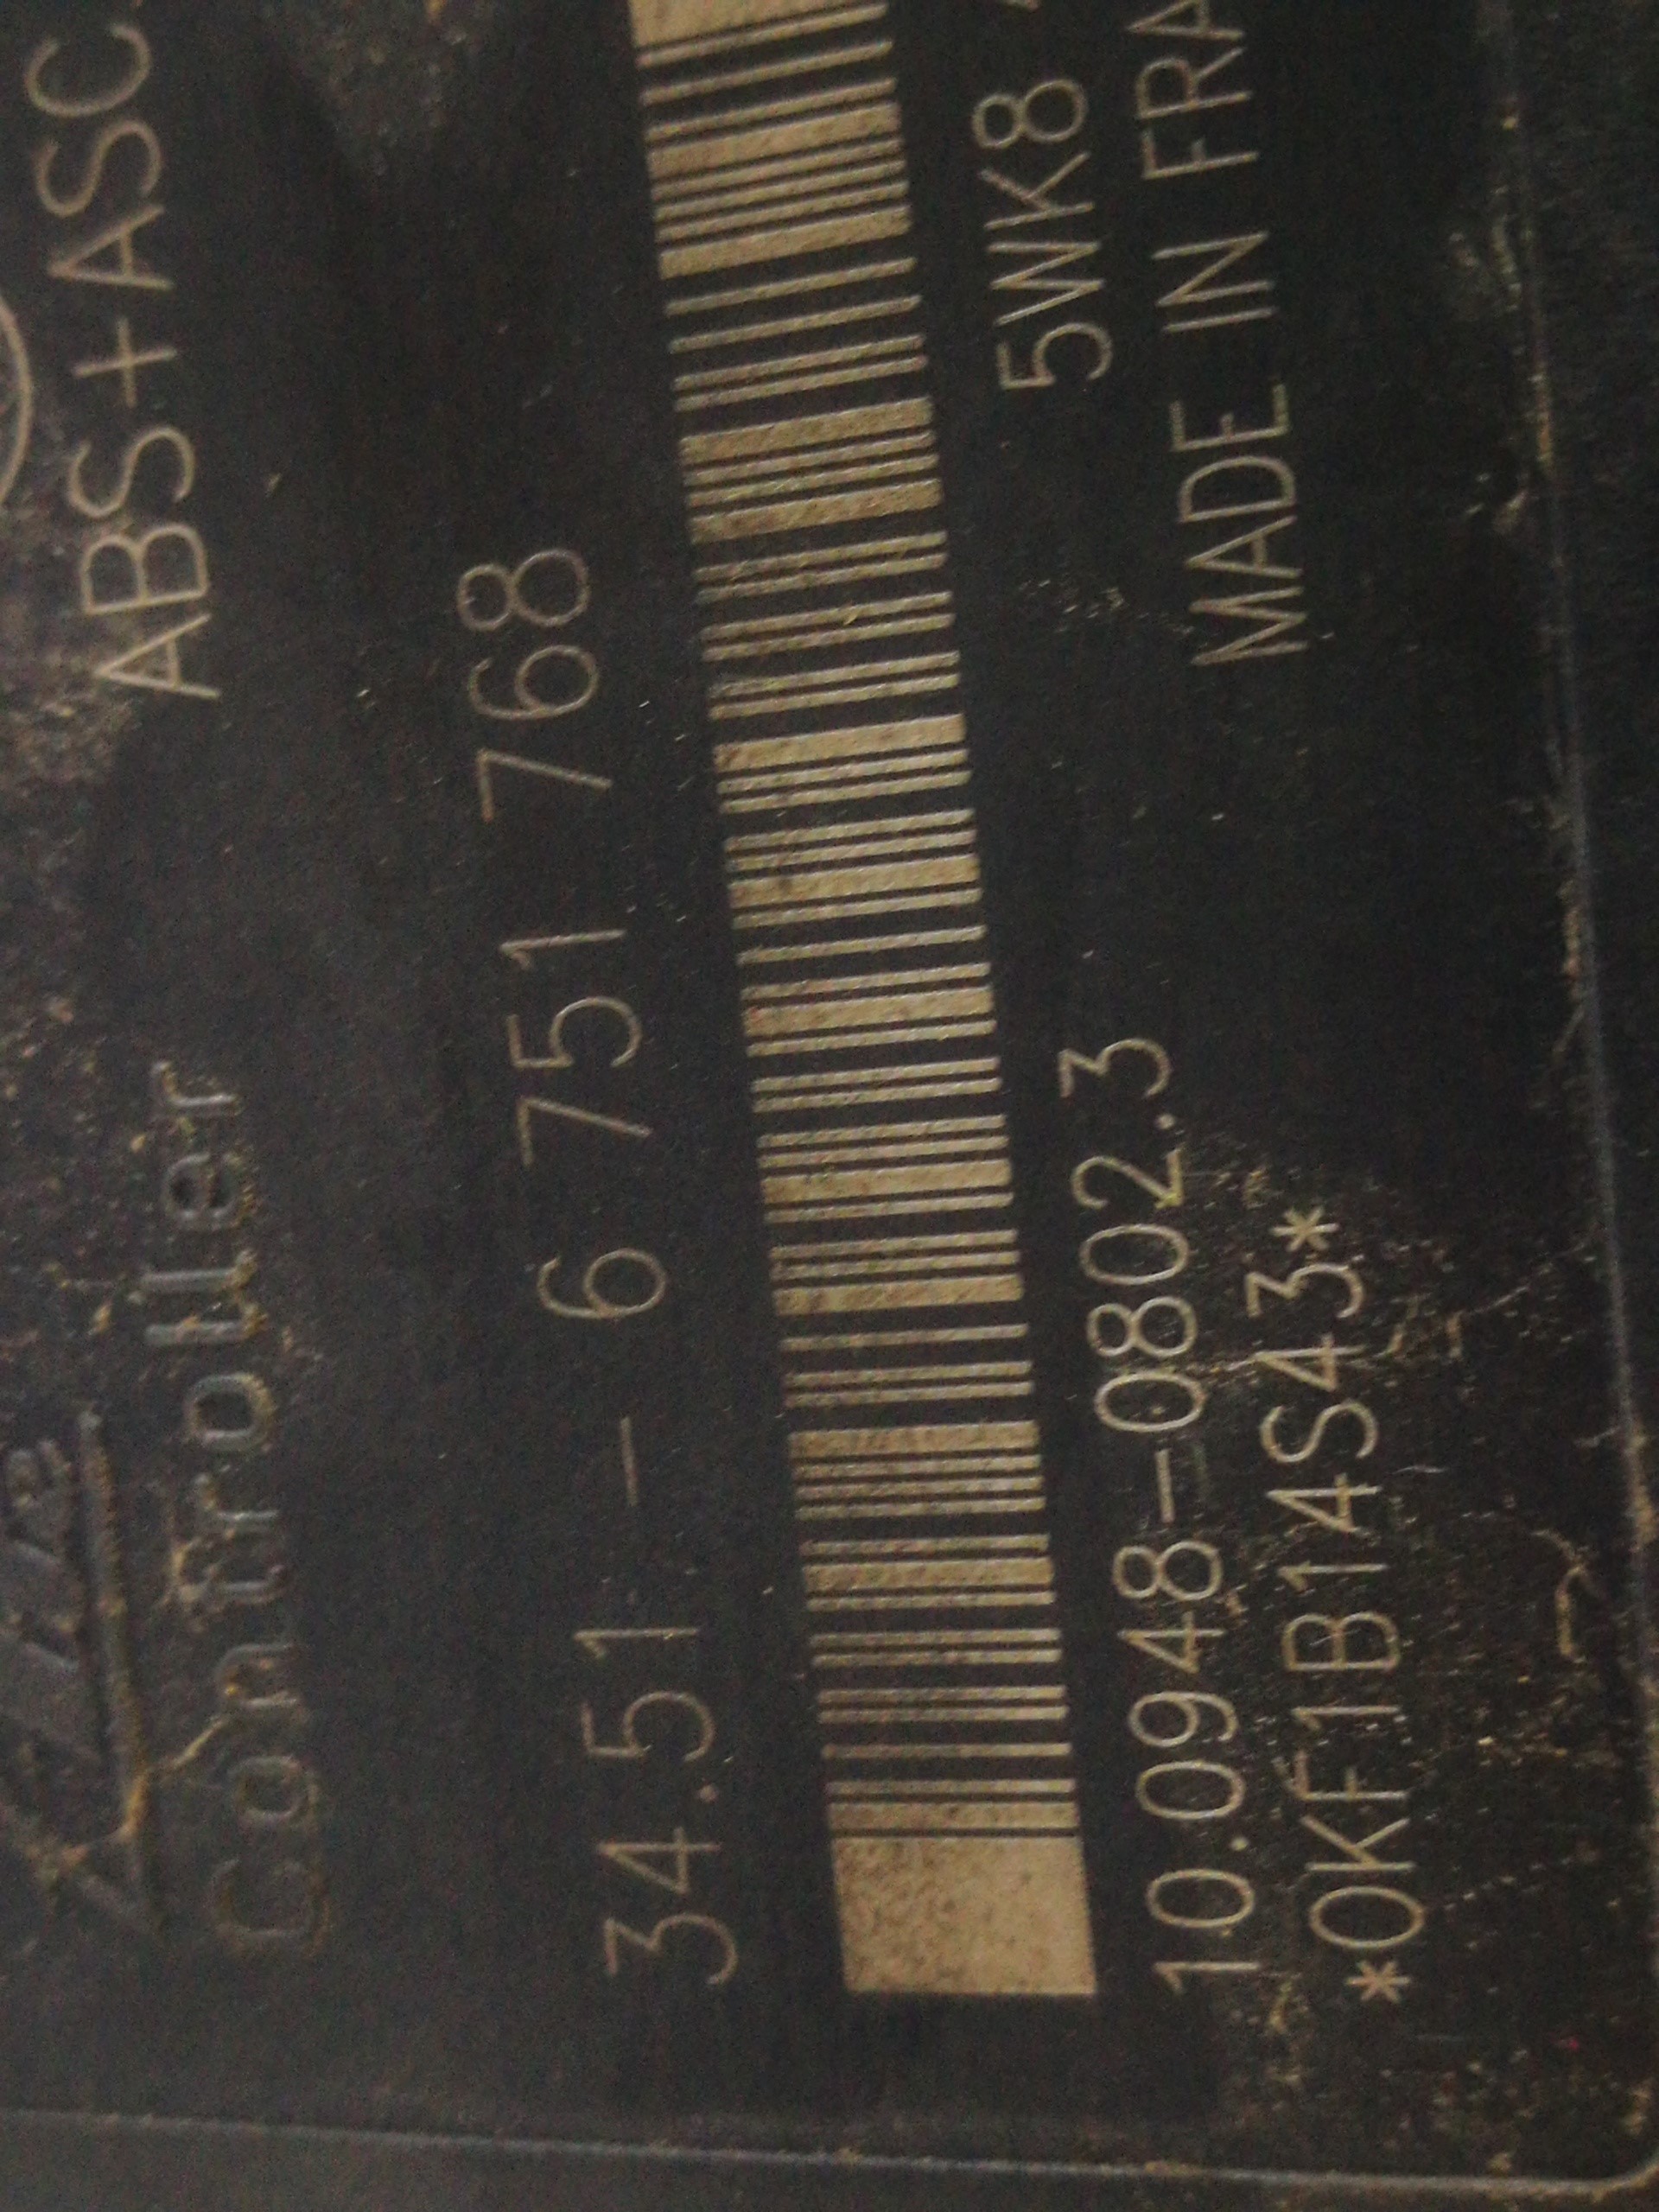 controller
ABS+ASC
34.51- 6 751 768
10.0948-0802.3
5WK8
*0KF1B14S43*
MADE IN FRA